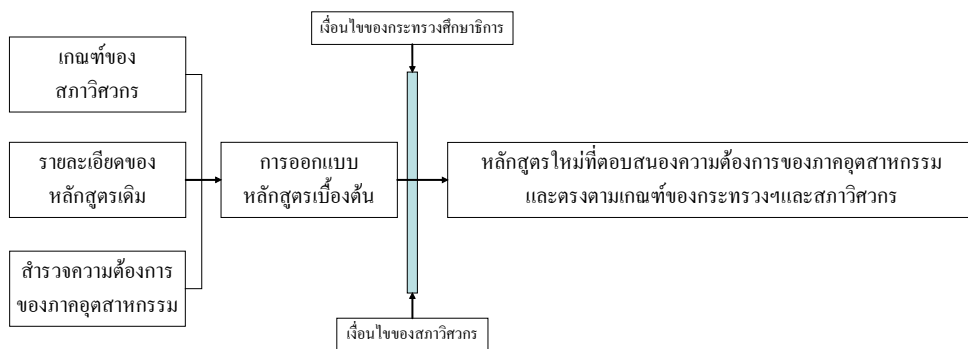 เงื่อนไขของกระทรวงศึกษาธิการ
เกณฑ์ของ
สภาวิศวกร
รายละเอียดของ
หลักสูตรเดิม
การออกแบบ
หลักสูตรเบื้องต้น
หลักสูตรใหม่ที่ตอบสนองความต้องการของภาคอุตสาหกรรม
และตรงตามเกณฑ์ของกระทรวงฯและสภาวิศวกร
สำรวจความต้องการ
ของภาคอุตสาหกรรม
เงื่อนไขของสภาวิศวกร